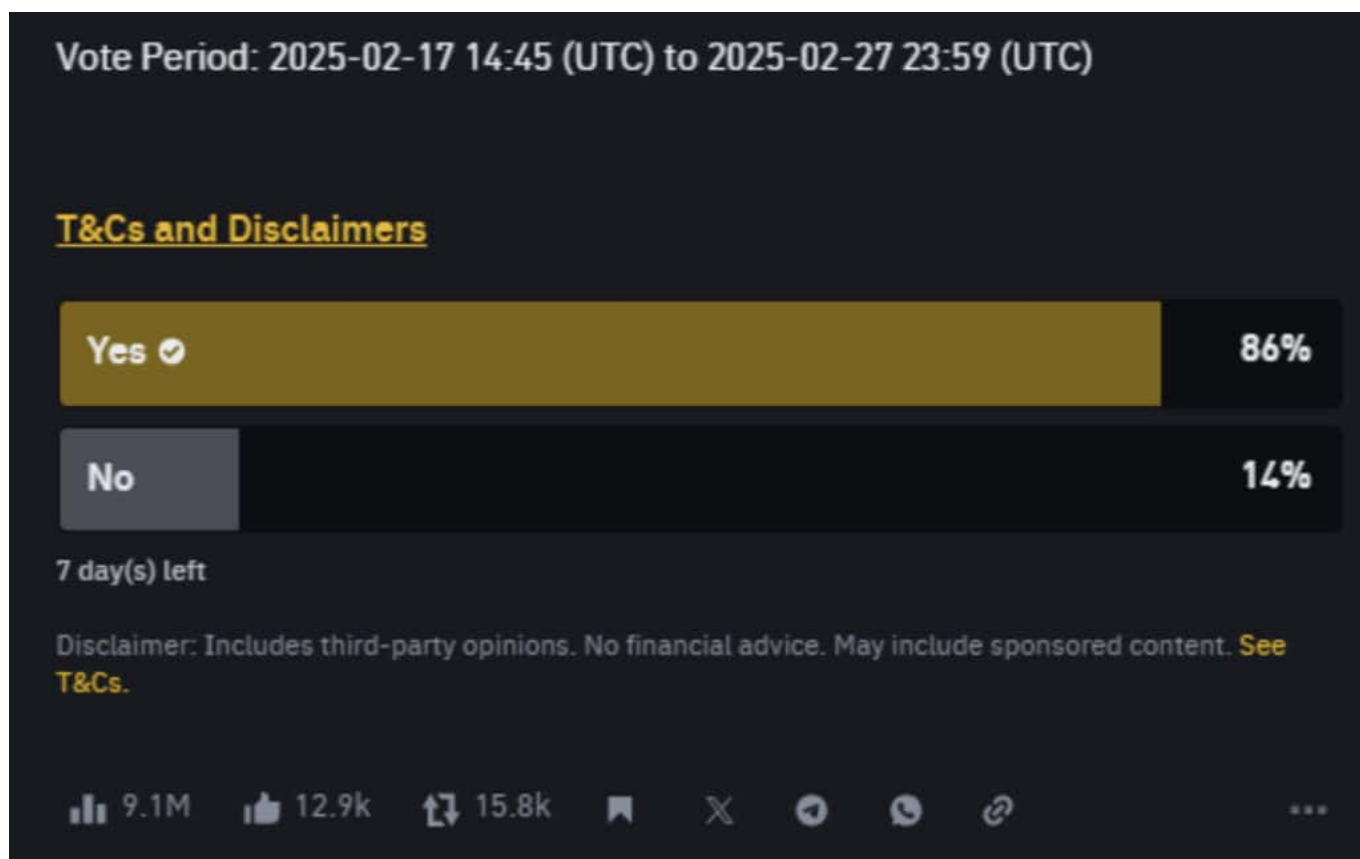 Vote Period: 2025-02-17 14:45 (UTC) to 2025-02-27 23:59 (UTC)
T&Cs and Disclaimers
Yes 86%
No 14%
7 day(s) left
Disclaimer: Includes third-party opinions. No financial advice. May include sponsored content. See
T&Cs.
9.1M 12.9k 15.8k